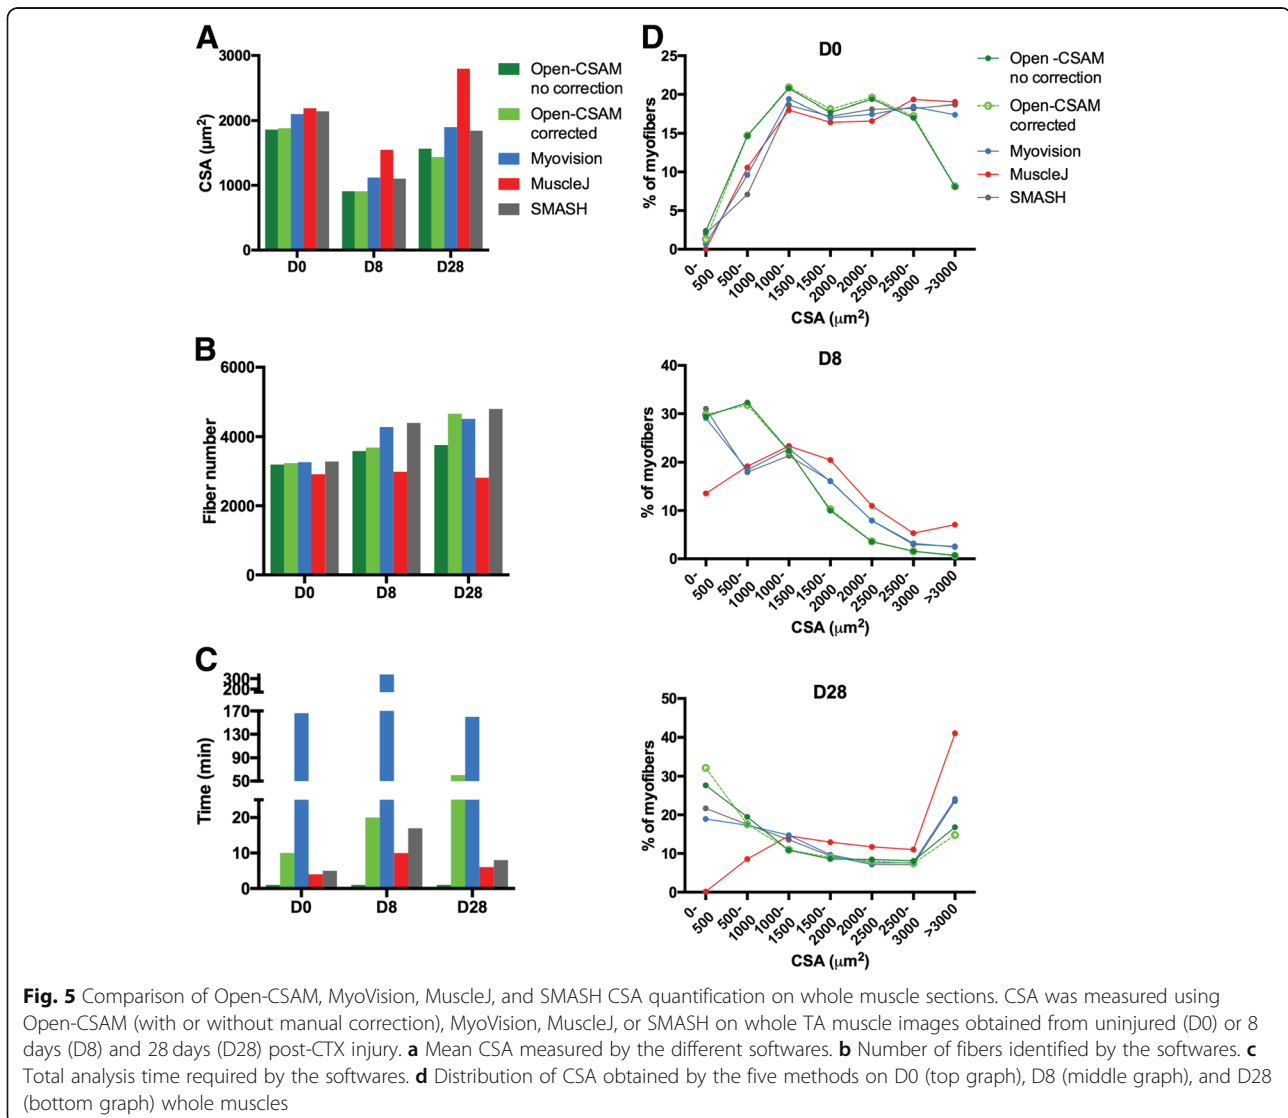 A
3000
2000
1000
0
CSA (µm²)
D0
D8
D28
Open-CSAM
no correction
Open-CSAM
corrected
Myovision
MuscleJ
SMASH
B
6000
4000
2000
0
Fiber number
D0
D8
D28
C
300
200
170
130
90
50
20
10
0
Time (min)
D0
D8
D28
D
D0
25
20
15
10
5
0
% of myofibers
0-
500
500-
1000
1000-
1500
1500-
2000
2000-
2500
2500-
3000
>3000
CSA (µm²)
Open -CSAM
no correction
Open-CSAM
corrected
Myovision
MuscleJ
SMASH
D8
40
30
20
10
0
% of myofibers
0-
500
500-
1000
1000-
1500
1500-
2000
2000-
2500
2500-
3000
>3000
CSA (µm²)
D28
50
40
30
20
10
0
% of myofibers
0-
500
500-
1000
1000-
1500
1500-
2000
2000-
2500
2500-
3000
>3000
CSA (µm²)
Fig. 5 Comparison of Open-CSAM, MyoVision, MuscleJ, and SMASH CSA quantification on whole muscle sections. CSA was measured using
Open-CSAM (with or without manual correction), MyoVision, MuscleJ, or SMASH on whole TA muscle images obtained from uninjured (D0) or 8
days (D8) and 28 days (D28) post-CTX injury. a Mean CSA measured by the different softwares. b Number of fibers identified by the softwares. c
Total analysis time required by the softwares. d Distribution of CSA obtained by the five methods on D0 (top graph), D8 (middle graph), and D28
(bottom graph) whole muscles